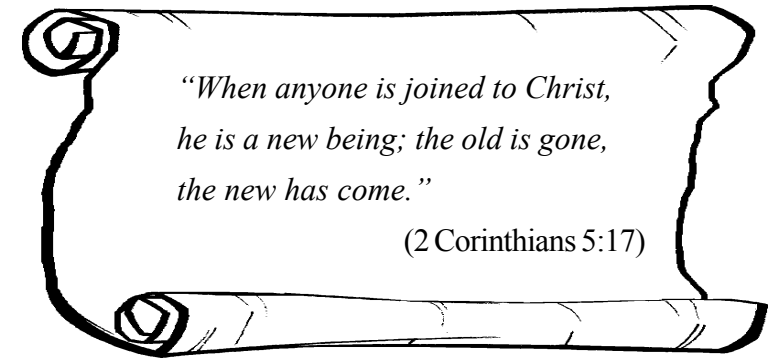 “When anyone is joined to Christ,
he is a new being; the old is gone,
the new has come.”
(2 Corinthians 5:17)